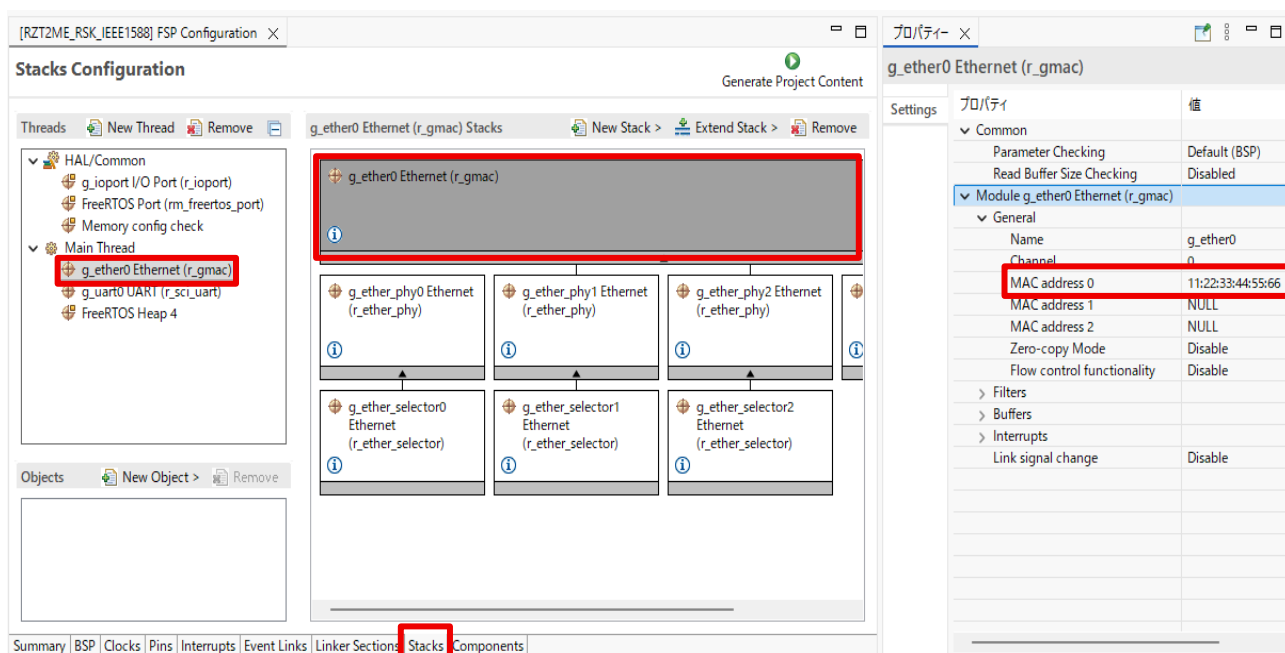 [RZT2ME_RSK_IEEE1588] FSP Configuration
Stacks Configuration
Generate Project Content
Threads New Thread Remove
HAL/Common
g_ioport I/O Port (r_ioport)
FreeRTOS Port (rm_freertos_port)
Memory config check
Main Thread
g_ether0 Ethernet (r_gmac)
g_uart0 UART (r_sci_uart)
FreeRTOS Heap 4
Objects New Object > Remove
g_ether0 Ethernet (r_gmac) Stacks New Stack > Extend Stack > Remove
g_ether0 Ethernet (r_gmac)
g_ether_phy0 Ethernet
(r_ether_phy)
g_ether_phy1 Ethernet
(r_ether_phy)
g_ether_phy2 Ethernet
(r_ether_phy)
g_ether_selector0
Ethernet
(r_ether_selector)
g_ether_selector1
Ethernet
(r_ether_selector)
g_ether_selector2
Ethernet
(r_ether_selector)
Summary BSP Clocks Pins Interrupts Event Links Linker Sections Stacks Components
プロパティー
g_ether0 Ethernet (r_gmac)
Settings
プロパティ 値
Common
Parameter Checking Default (BSP)
Read Buffer Size Checking Disabled
Module g_ether0 Ethernet (r_gmac)
General
Name g_ether0
Channel 0
MAC address 0 11:22:33:44:55:66
MAC address 1 NULL
MAC address 2 NULL
Zero-copy Mode Disable
Flow control functionality Disable
Filters
Buffers
Interrupts
Link signal change Disable